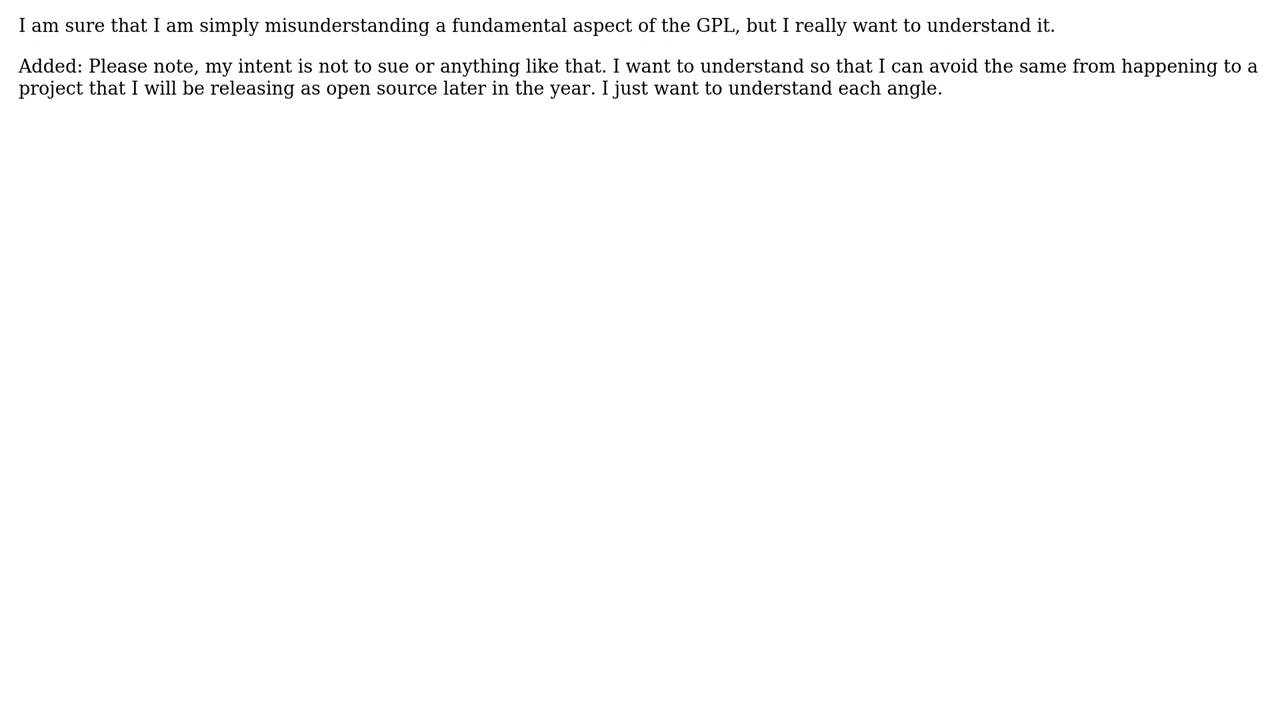 I am sure that I am simply misunderstanding a fundamental aspect of the GPL, but I really want to understand it.
Added: Please note, my intent is not to sue or anything like that. I want to understand so that I can avoid the same from happening to a
project that I will be releasing as open source later in the year. I just want to understand each angle.